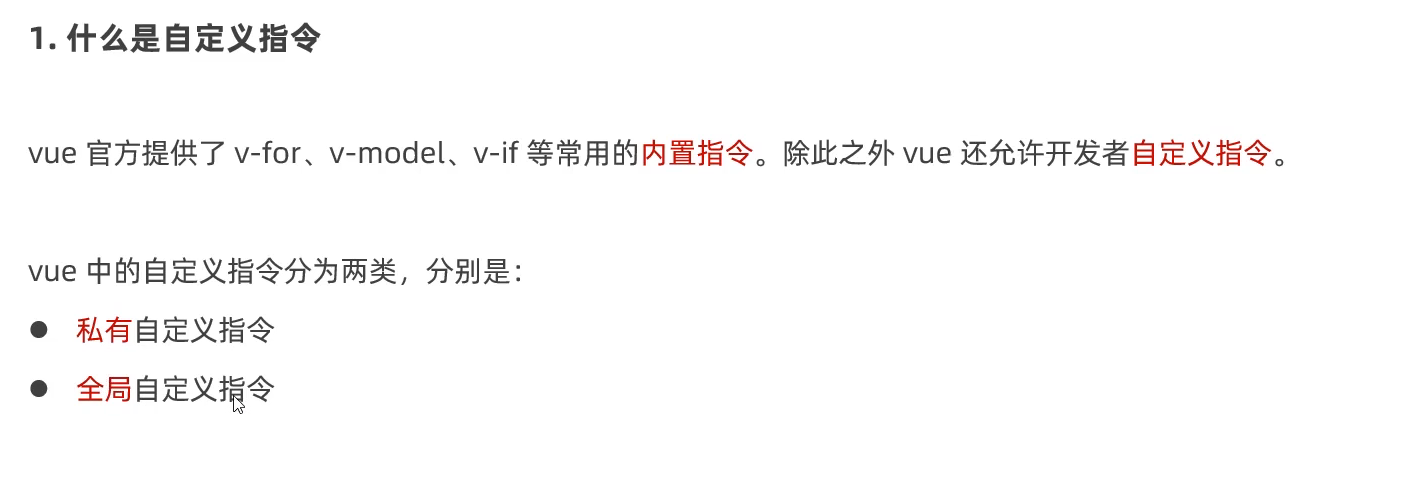 1. 什么是自定义指令
vue 官方提供了 v-for、v-model、v-if 等常用的内置指令。除此之外 vue 还允许开发者自定义指令。
vue 中的自定义指令分为两类，分别是：
● 私有自定义指令
● 全局自定义指令